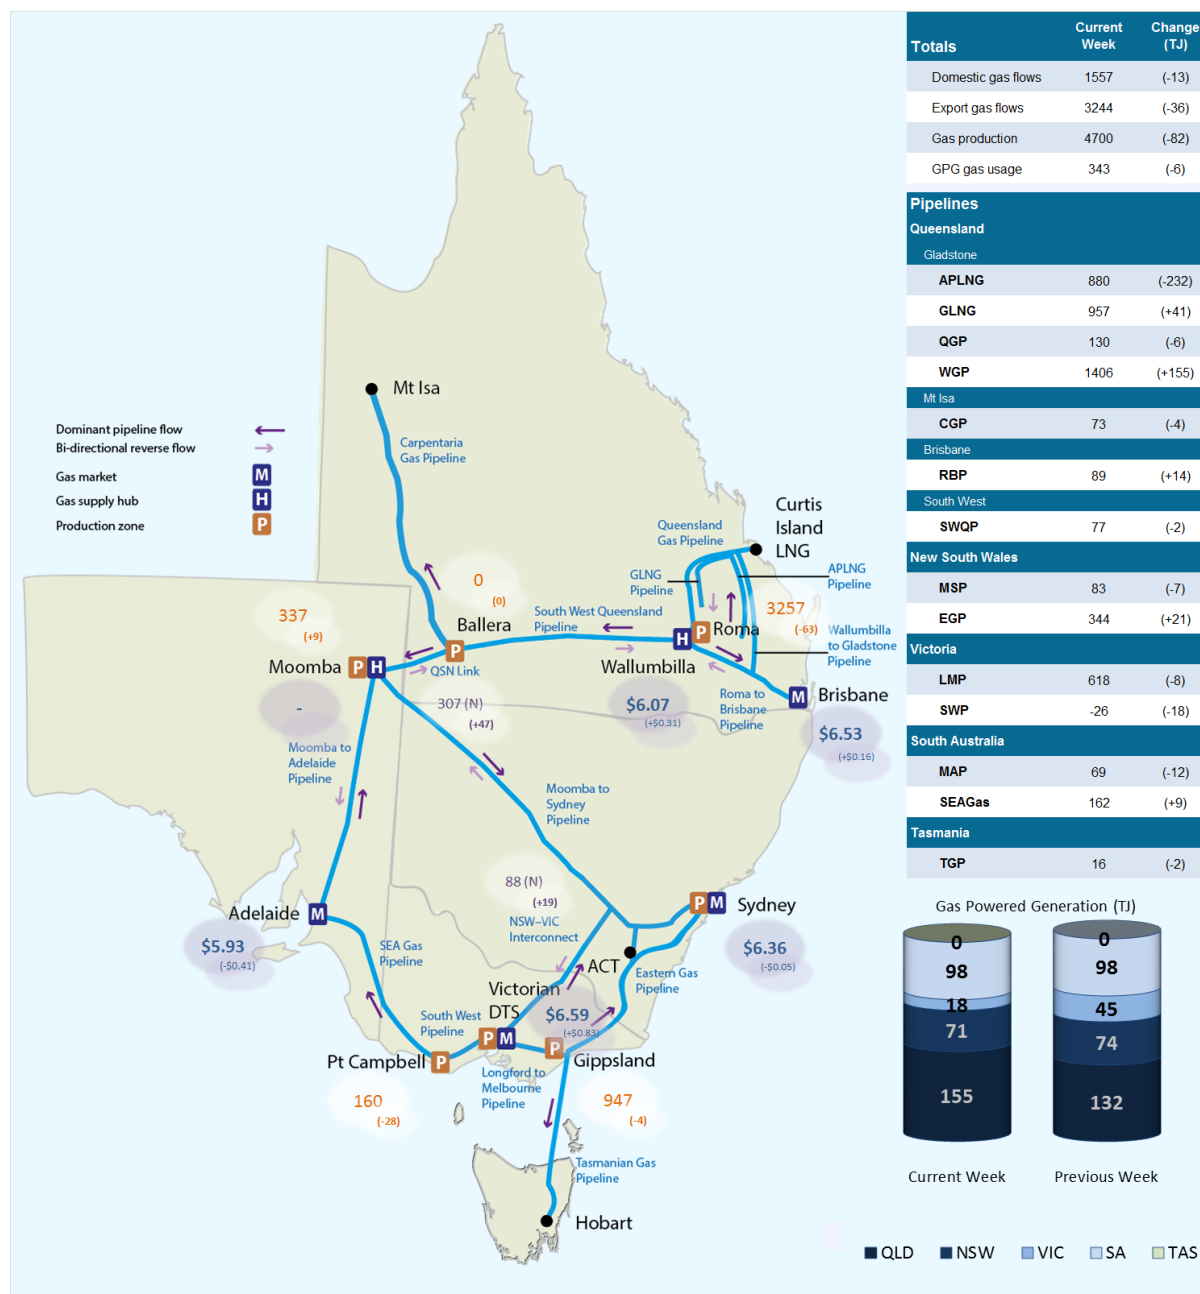 Totals Current Week Change (TJ)
Domestic gas flows 1557 (-13)
Export gas flows 3244 (-36)
Gas production 4700 (-82)
GPG gas usage 343 (-6)
Pipelines
Queensland
Gladstone
APLNG 880 (-232)
GLNG 957 (+41)
QGP 130 (-6)
WGP 1406 (+155)
Mt Isa
CGP 73 (-4)
Brisbane
RBP 89 (+14)
South West
SWQP 77 (-2)
New South Wales
MSP 83 (-7)
EGP 344 (+21)
Victoria
LMP 618 (-8)
SWP -26 (-18)
South Australia
MAP 69 (-12)
SEAGas 162 (+9)
Tasmania
TGP 16 (-2)
Gas Powered Generation (TJ)
0
98
18
71
155
Current Week
0
98
45
74
132
Previous Week
QLD NSW VIC SA TAS
Dominant pipeline flow
Bi-directional reverse flow
Gas market M
Gas supply hub H
Production zone P
Mt Isa
Carpentaria
Gas Pipeline
Curtis
Island
LNG
Queensland
Gas Pipeline
GLNG
Pipeline
APLNG
Pipeline
0
(0)
337
(+9)
3257
(-63)
South West Queensland
Pipeline
Ballera
P
H
P
Roma
Wallumbilla
to Gladstone
Pipeline
Moomba
P
H
QSN Link
Wallumbilla
-
307 (N)
(+47)
$6.07
(+$0.31)
Roma to
Brisbane
Pipeline
M
Brisbane
$6.53
(+$0.16)
Moomba to
Adelaide
Pipeline
Moomba to
Sydney
Pipeline
88 (N)
(+19)
NSW–VIC
Interconnect
P
M
Sydney
Adelaide
M
$5.93
(-$0.41)
$6.36
(-$0.05)
SEA Gas
Pipeline
ACT
Eastern Gas
Pipeline
Victorian
DTS
$6.59
(+$0.83)
South West
Pipeline
P
M
P
Pt Campbell
P
Gippsland
Longford to
Melbourne
Pipeline
160
(-28)
947
(-4)
Tasmanian Gas
Pipeline
Hobart